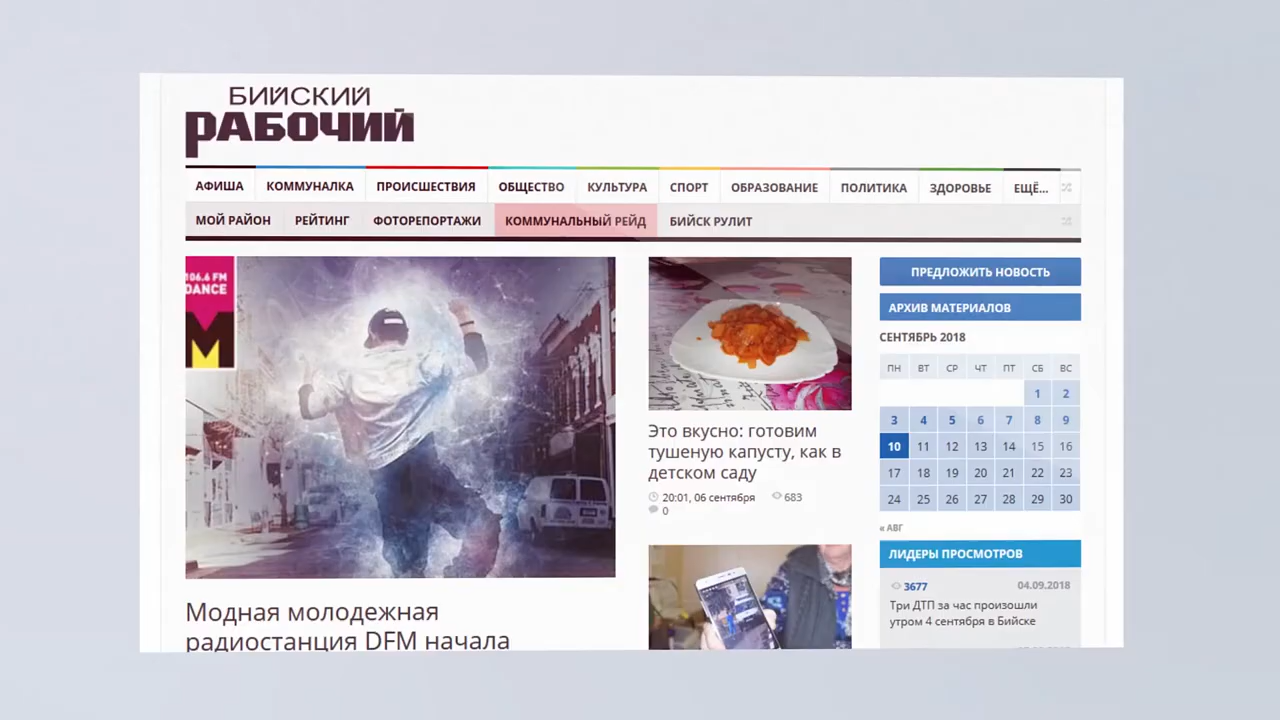 БИЙСКИЙ
РАБОЧИЙ
АФИША КОММУНАЛКА ПРОИСШЕСТВИЯ ОБЩЕСТВО КУЛЬТУРА СПОРТ ОБРАЗОВАНИЕ ПОЛИТИКА ЗДОРОВЬЕ ЕЩЁ...
МОЙ РАЙОН РЕЙТИНГ ФОТОРЕПОРТАЖИ КОММУНАЛЬНЫЙ РЕЙД БИЙСК РУЛИТ
106.6 FM
DANCE
M
Модная молодежная
радиостанция DFM начала
Это вкусно: готовим
тушеную капусту, как в
детском саду
20:01, 06 сентября 683
0
ПРЕДЛОЖИТЬ НОВОСТЬ
АРХИВ МАТЕРИАЛОВ
СЕНТЯБРЬ 2018
ПН ВТ СР ЧТ ПТ СБ ВС
1 2
3 4 5 6 7 8 9
10 11 12 13 14 15 16
17 18 19 20 21 22 23
24 25 26 27 28 29 30
« АВГ
ЛИДЕРЫ ПРОСМОТРОВ
3677 04.09.2018
Три ДТП за час произошли
утром 4 сентября в Бийске